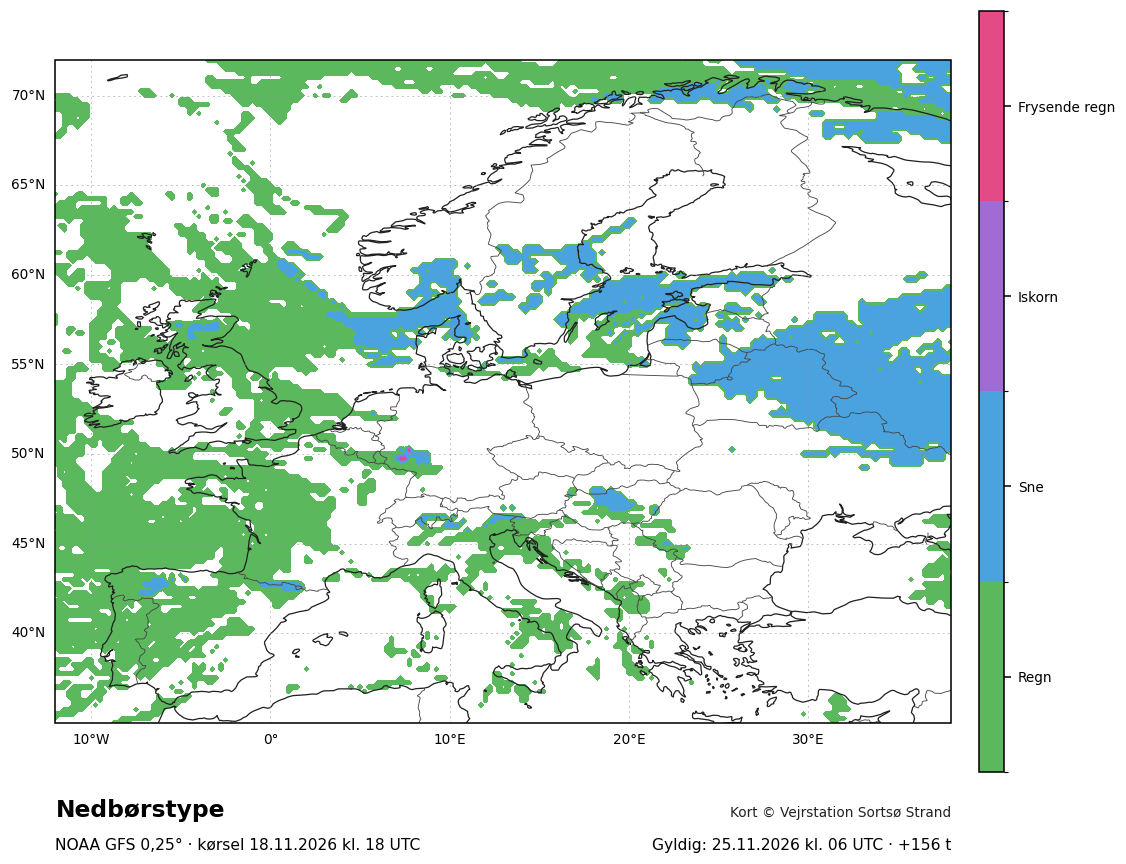 70°N
65°N
60°N
55°N
50°N
45°N
40°N
10°W
0°
10°E
20°E
30°E
Frysende regn
Iskorn
Sne
Regn
Nedbørstype
Kort © Vejrstation Sortsø Strand
NOAA GFS 0,25° · kørsel 18.11.2026 kl. 18 UTC
Gyldig: 25.11.2026 kl. 06 UTC · +156 t